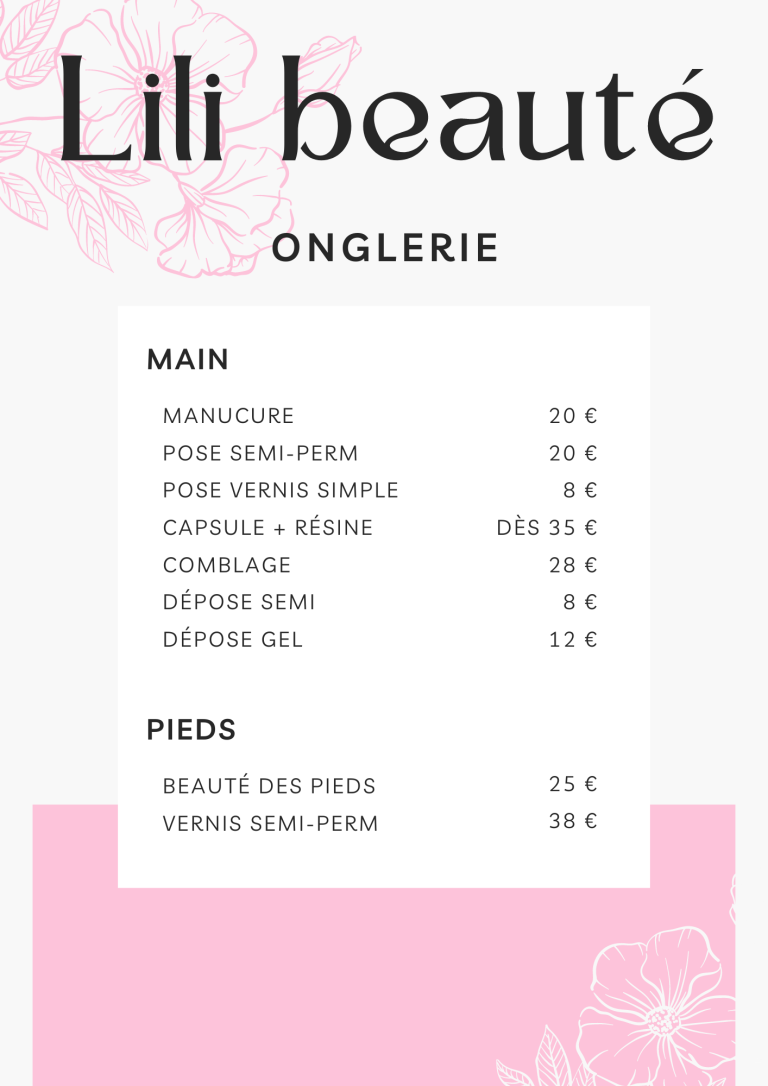 Lili beauté
ONGLERIE
MAIN
MANUCURE 20 €
POSE SEMI-PERM 20 €
POSE VERNIS SIMPLE 8 €
CAPSULE + RÉSINE DÈS 35 €
COMBLAGE 28 €
DÉPOSE SEMI 8 €
DÉPOSE GEL 12 €
PIEDS
BEAUTÉ DES PIEDS 25 €
VERNIS SEMI-PERM 38 €